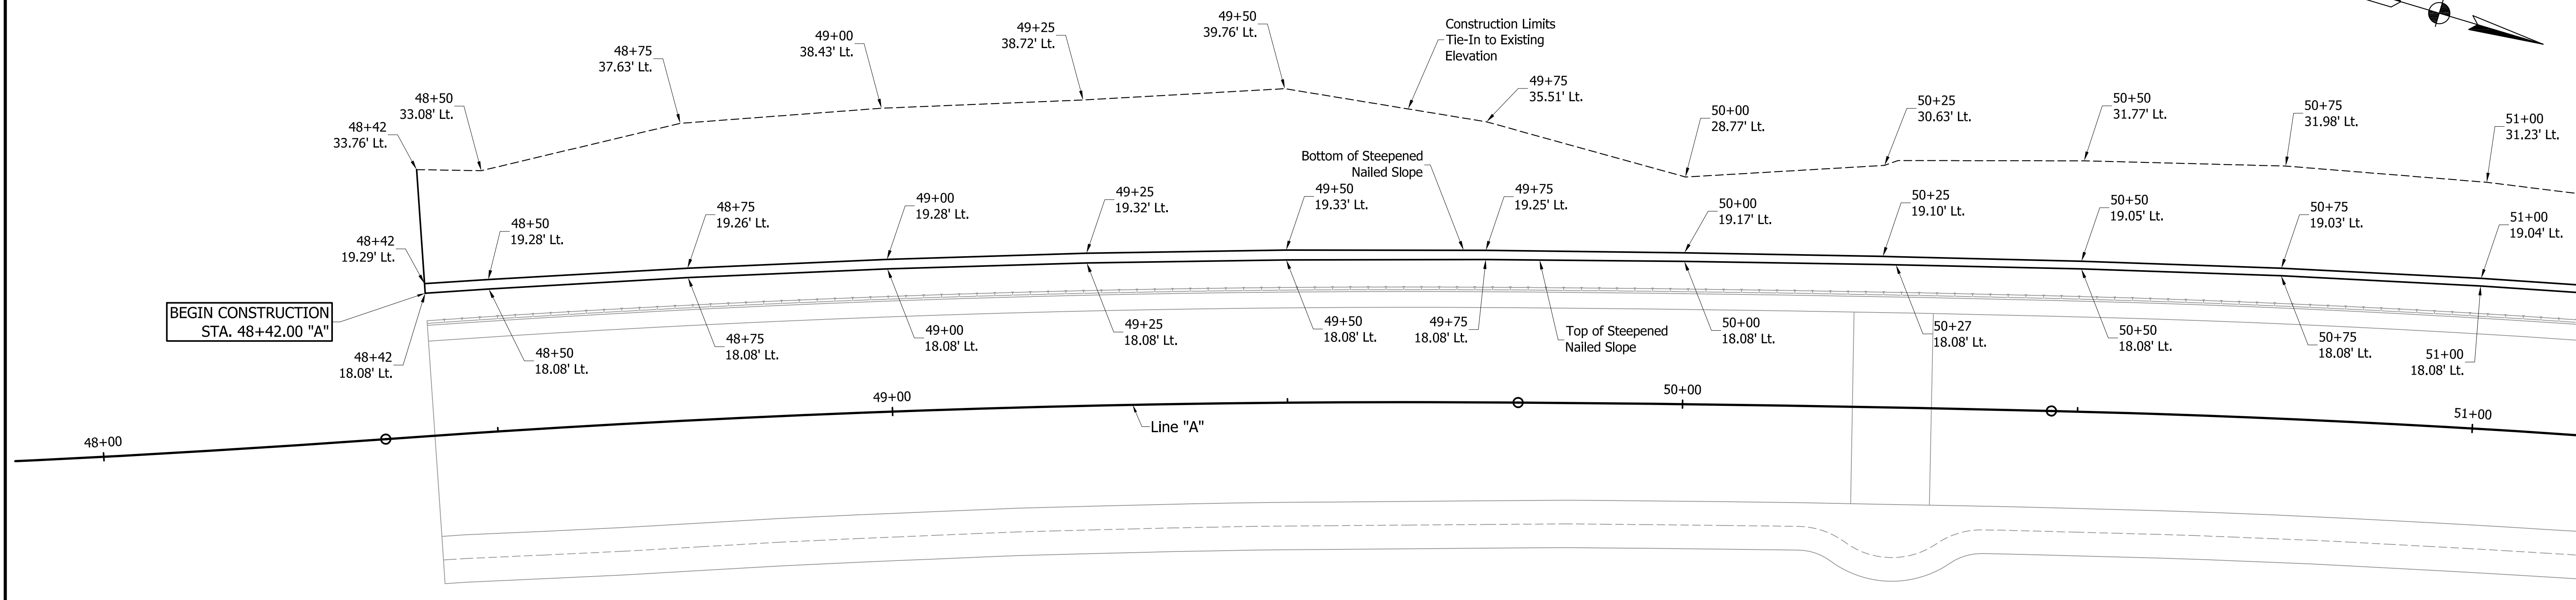 48+42
33.76' Lt.
48+50
33.08' Lt.
48+75
37.63' Lt.
49+00
38.43' Lt.
49+25
38.72' Lt.
49+50
39.76' Lt.
Construction Limits
Tie-In to Existing
Elevation
49+75
35.51' Lt.
50+00
28.77' Lt.
50+25
30.63' Lt.
50+50
31.77' Lt.
50+75
31.98' Lt.
51+00
31.23' Lt.
48+42
19.29' Lt.
48+50
19.28' Lt.
48+75
19.26' Lt.
49+00
19.28' Lt.
49+25
19.32' Lt.
49+50
19.33' Lt.
Bottom of Steepened
Nailed Slope
49+75
19.25' Lt.
50+00
19.17' Lt.
50+25
19.10' Lt.
50+50
19.05' Lt.
50+75
19.03' Lt.
51+00
19.04' Lt.
BEGIN CONSTRUCTION
STA. 48+42.00 "A"
48+42
18.08' Lt.
48+50
18.08' Lt.
48+75
18.08' Lt.
49+00
18.08' Lt.
49+25
18.08' Lt.
49+50
18.08' Lt.
49+75
18.08' Lt.
Top of Steepened
Nailed Slope
50+00
18.08' Lt.
50+27
18.08' Lt.
50+50
18.08' Lt.
50+75
18.08' Lt.
51+00
18.08' Lt.
48+00
49+00
Line "A"
50+00
51+00